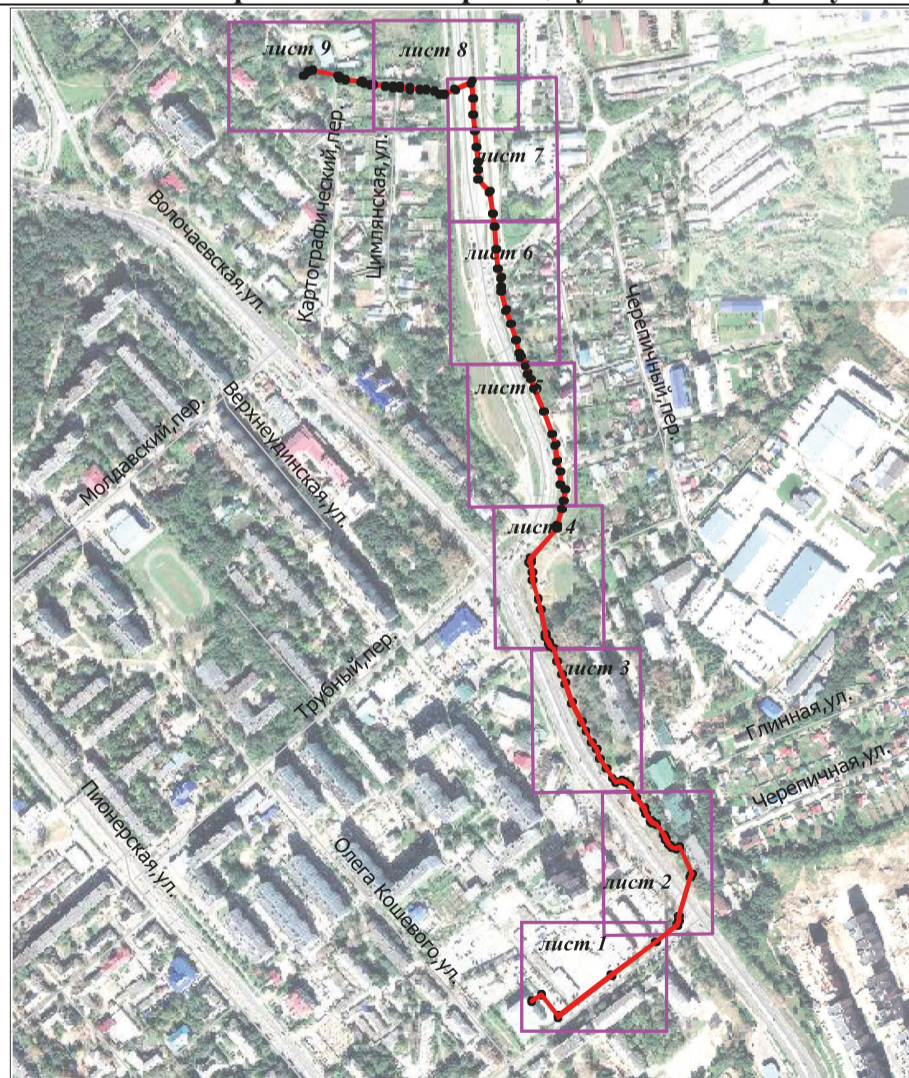 лист 9
лист 8
лист 7
Картографический,пер.
Цимлянская,ул.
Волочаевская,ул.
лист 6
Черепичный,пер.
лист 5
Верхнеудинская,ул.
Молдавский,пер.
лист 4
Трубный,пер.
лист 3
Глинная,ул.
Черепичная,ул.
Пионерская,ул.
Олега Кошевого,ул.
лист 2
лист 1